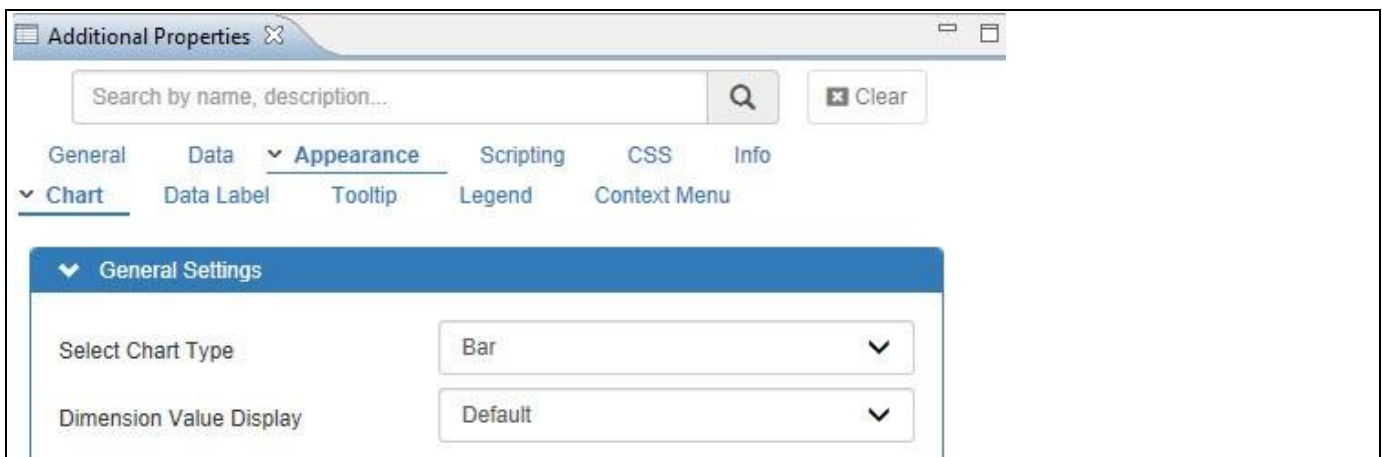 Additional Properties
Search by name, description...
Clear
General Data Appearance Scripting CSS Info
Chart Data Label Tooltip Legend Context Menu
General Settings
Select Chart Type Bar
Dimension Value Display Default